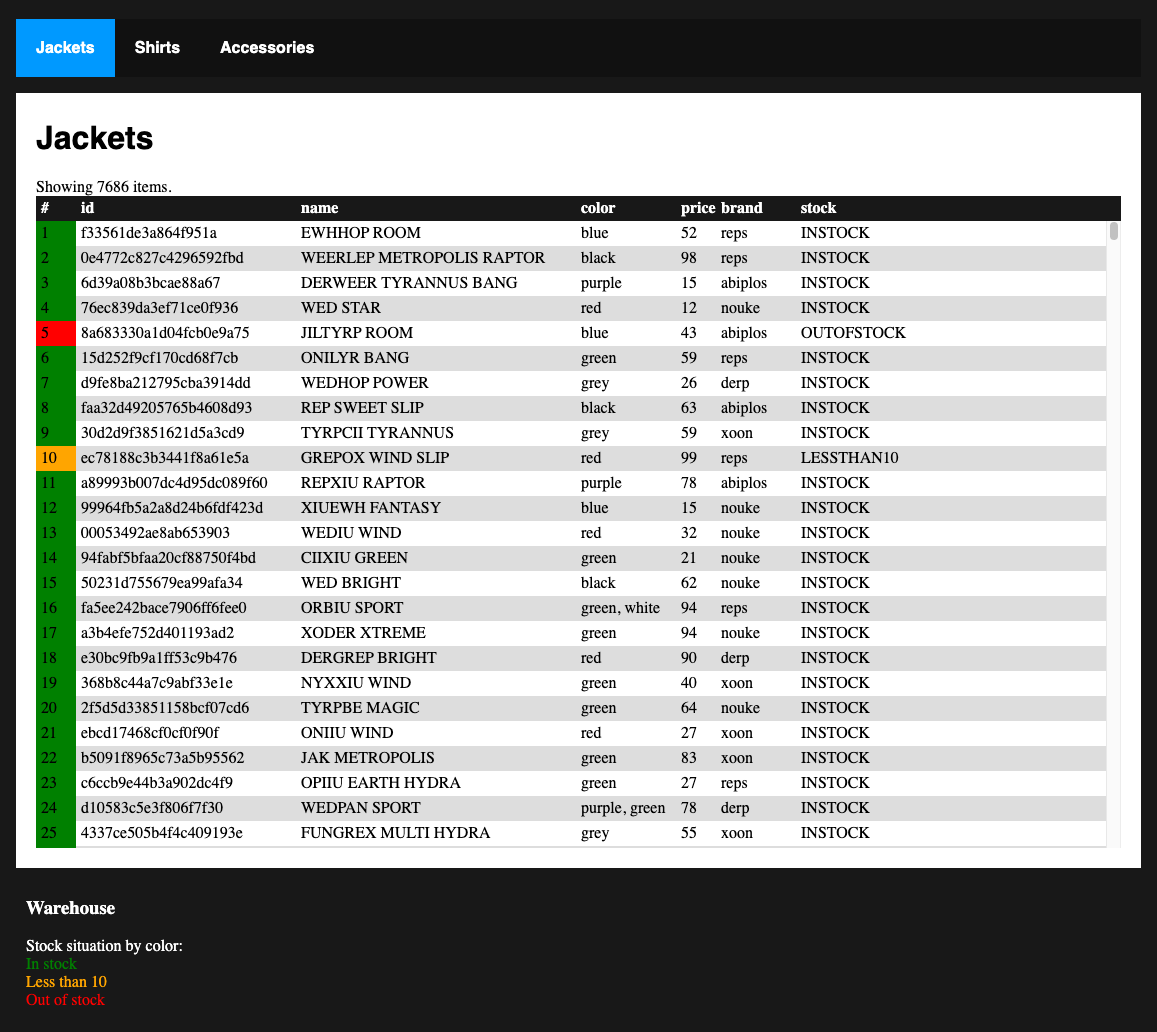 Jackets Shirts Accessories
Jackets
Showing 7686 items.
# id name color price brand stock
1 f33561de3a864f951a EWHHOP ROOM blue 52 reps INSTOCK
2 0e4772c827c4296592fbd WEERLEP METROPOLIS RAPTOR black 98 reps INSTOCK
3 6d39a08b3bcae88a67 DERWEER TYRANNUS BANG purple 15 abiplos INSTOCK
4 76ec839da3ef71ce0f936 WED STAR red 12 nouke INSTOCK
5 8a683330a1d04fcb0e9a75 JILTYRP ROOM blue 43 abiplos OUTOFSTOCK
6 15d252f9cf170cd68f7cb ONILYR BANG green 59 reps INSTOCK
7 d9fe8ba212795cba3914dd WEDHOP POWER grey 26 derp INSTOCK
8 faa32d49205765b4608d93 REP SWEET SLIP black 63 abiplos INSTOCK
9 30d2d9f3851621d5a3cd9 TYRPCII TYRANNUS grey 59 xoon INSTOCK
10 ec78188c3b3441f8a61e5a GREPOX WIND SLIP red 99 reps LESSTHAN10
11 a89993b007dc4d95dc089f60 REPXIU RAPTOR purple 78 abiplos INSTOCK
12 99964fb5a2a8d24b6fdf423d XIUEWH FANTASY blue 15 nouke INSTOCK
13 00053492ae8ab653903 WEDIU WIND red 32 nouke INSTOCK
14 94fabf5bfaa20cf88750f4bd CIIXIU GREEN green 21 nouke INSTOCK
15 50231d755679ea99afa34 WED BRIGHT black 62 nouke INSTOCK
16 fa5ee242bace7906ff6fee0 ORBIU SPORT green, white 94 reps INSTOCK
17 a3b4efe752d401193ad2 XODER XTREME green 94 nouke INSTOCK
18 e30bc9fb9a1ff53c9b476 DERGREP BRIGHT red 90 derp INSTOCK
19 368b8c44a7c9abf33e1e NYXXIU WIND green 40 xoon INSTOCK
20 2f5d5d33851158bcf07cd6 TYRPBE MAGIC green 64 nouke INSTOCK
21 ebcd17468cf0cf0f90f ONIIU WIND red 27 xoon INSTOCK
22 b5091f8965c73a5b95562 JAK METROPOLIS green 83 xoon INSTOCK
23 c6ccb9e44b3a902dc4f9 OPIIU EARTH HYDRA green 27 reps INSTOCK
24 d10583c5e3f806f7f30 WEDPAN SPORT purple, green 78 derp INSTOCK
25 4337ce505b4f4c409193e FUNGREX MULTI HYDRA grey 55 xoon INSTOCK
Warehouse
Stock situation by color:
In stock
Less than 10
Out of stock